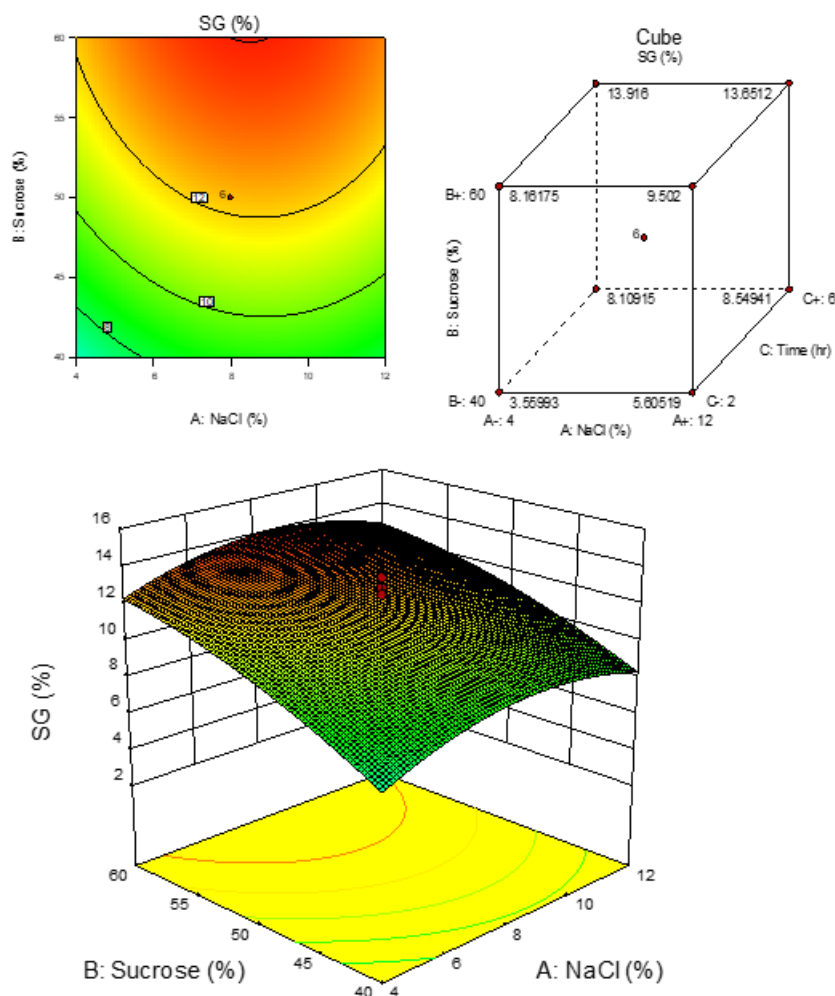 SG (%)
60
55
50
45
40
B: Sucrose (%)
12
6
10
8
4
6
8
10
12
A: NaCl (%)
Cube
SG (%)
13.916
13.6512
B+: 60
8.16175
9.502
6
B: Sucrose (%)
8.10915
8.54941
C+: 6
C: Time (hr)
B-: 40
3.55993
5.60519
C-: 2
A-: 4
A+: 12
A: NaCl (%)
16
14
12
10
8
6
4
2
SG (%)
60
55
50
45
40
B: Sucrose (%)
4
6
8
10
12
A: NaCl (%)